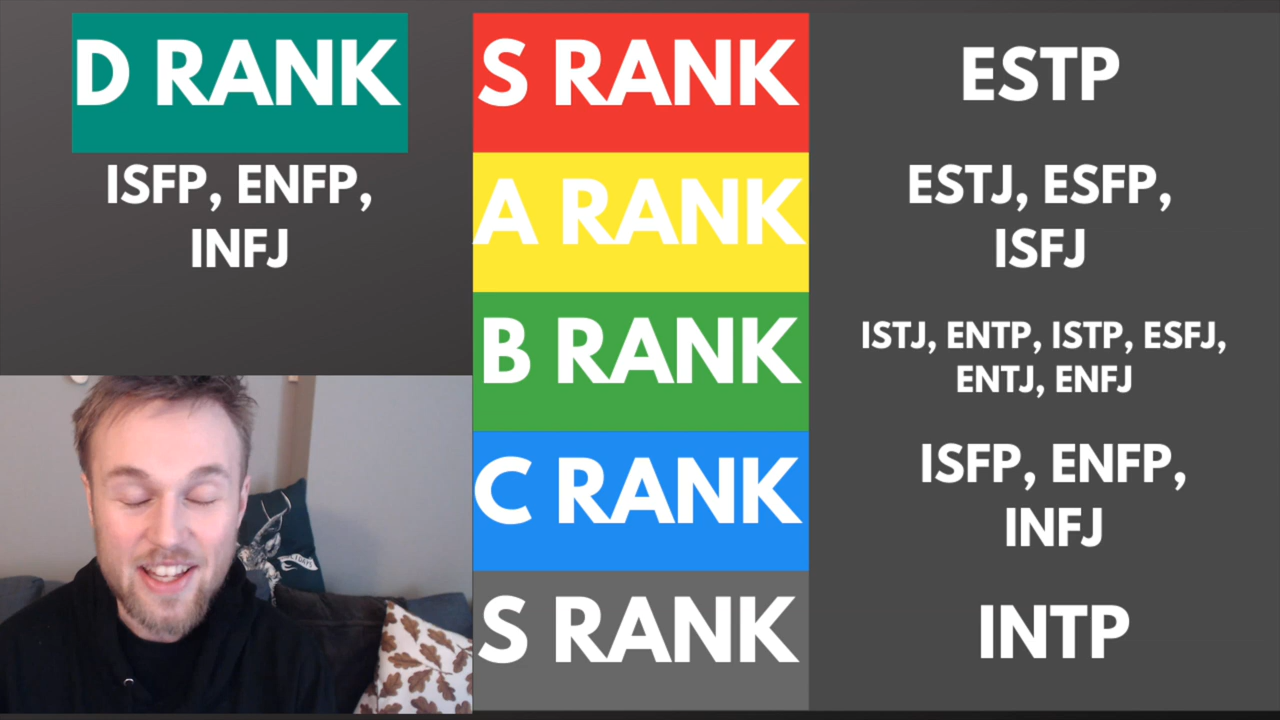 D RANK
ISFP, ENFP,
INFJ
S RANK
ESTP
A RANK
ESTJ, ESFP,
ISFJ
B RANK
ISTJ, ENTP, ISTP, ESFJ,
ENTJ, ENFJ
C RANK
ISFP, ENFP,
INFJ
S RANK
INTP